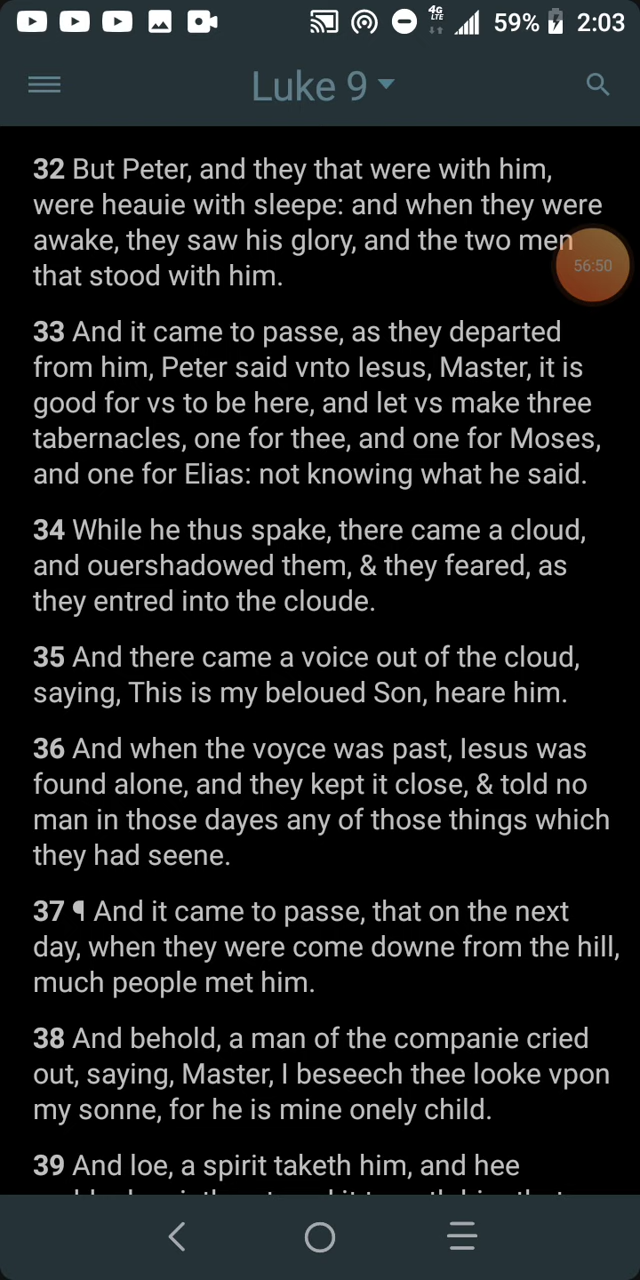 4G
LTE
59%
2:03
Luke 9
32 But Peter, and they that were with him,
were heauie with sleepe: and when they were
awake, they saw his glory, and the two men
that stood with him.
56:50
33 And it came to passe, as they departed
from him, Peter said vnto Iesus, Master, it is
good for vs to be here, and let vs make three
tabernacles, one for thee, and one for Moses,
and one for Elias: not knowing what he said.
34 While he thus spake, there came a cloud,
and ouershadowed them, & they feared, as
they entred into the cloude.
35 And there came a voice out of the cloud,
saying, This is my beloued Son, heare him.
36 And when the voyce was past, Iesus was
found alone, and they kept it close, & told no
man in those dayes any of those things which
they had seene.
37 ¶ And it came to passe, that on the next
day, when they were come downe from the hill,
much people met him.
38 And behold, a man of the companie cried
out, saying, Master, I beseech thee looke vpon
my sonne, for he is mine onely child.
39 And loe, a spirit taketh him, and hee